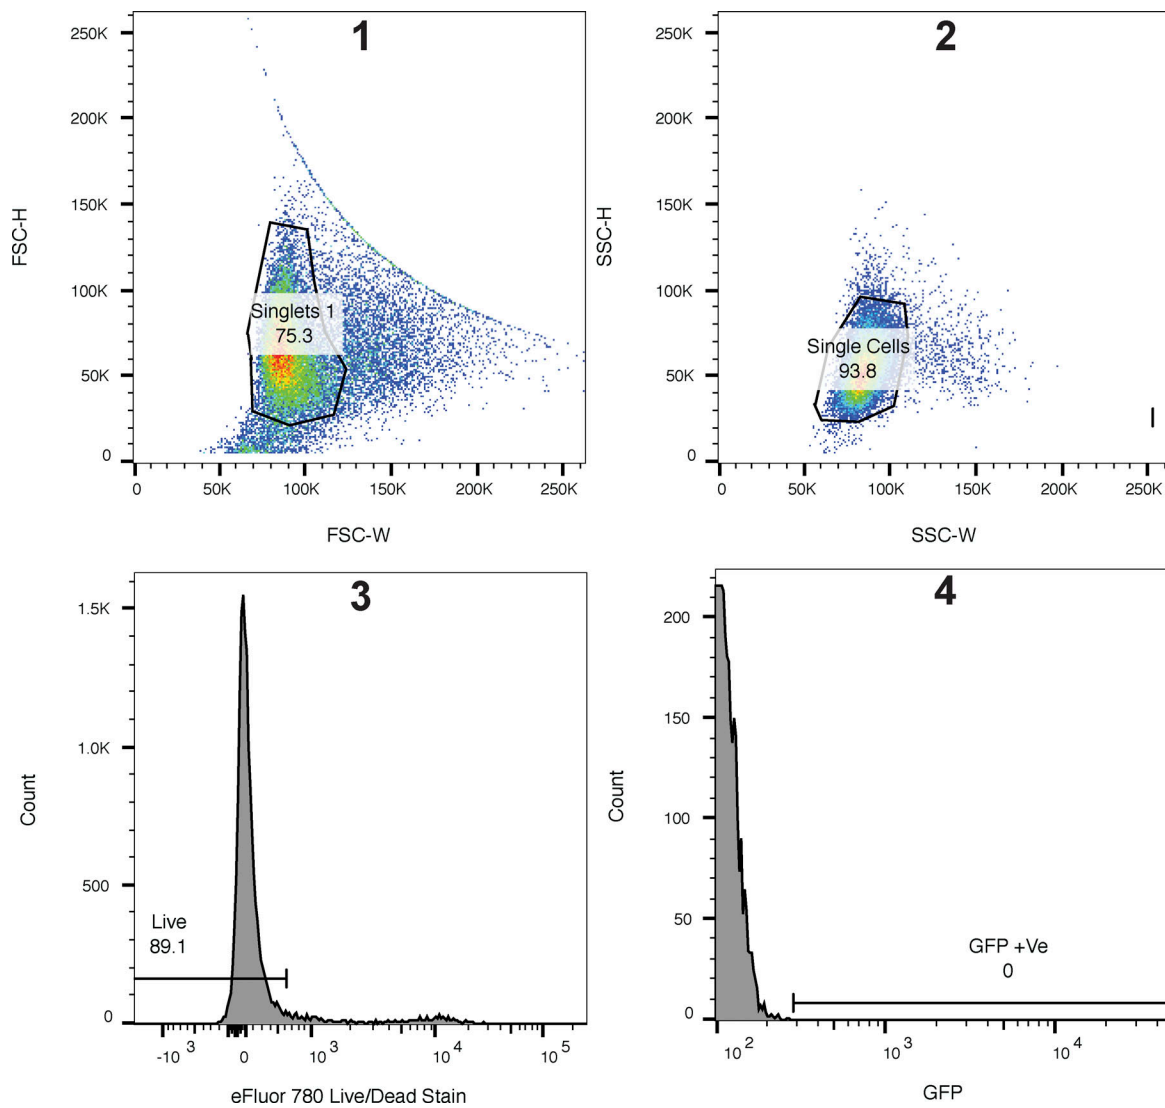 1
250K
200K
150K
100K
50K
0
FSC-H
Singlets 1
75.3
0
50K
100K
150K
200K
250K
FSC-W
2
250K
200K
150K
100K
50K
0
SSC-H
Single Cells
93.8
0
50K
100K
150K
200K
250K
SSC-W
3
1.5K
1.0K
500
0
Count
Live
89.1
-10 3
0
10 3
10 4
10 5
eFluor 780 Live/Dead Stain
4
200
150
100
50
0
Count
GFP +Ve
0
10 2
10 3
10 4
GFP